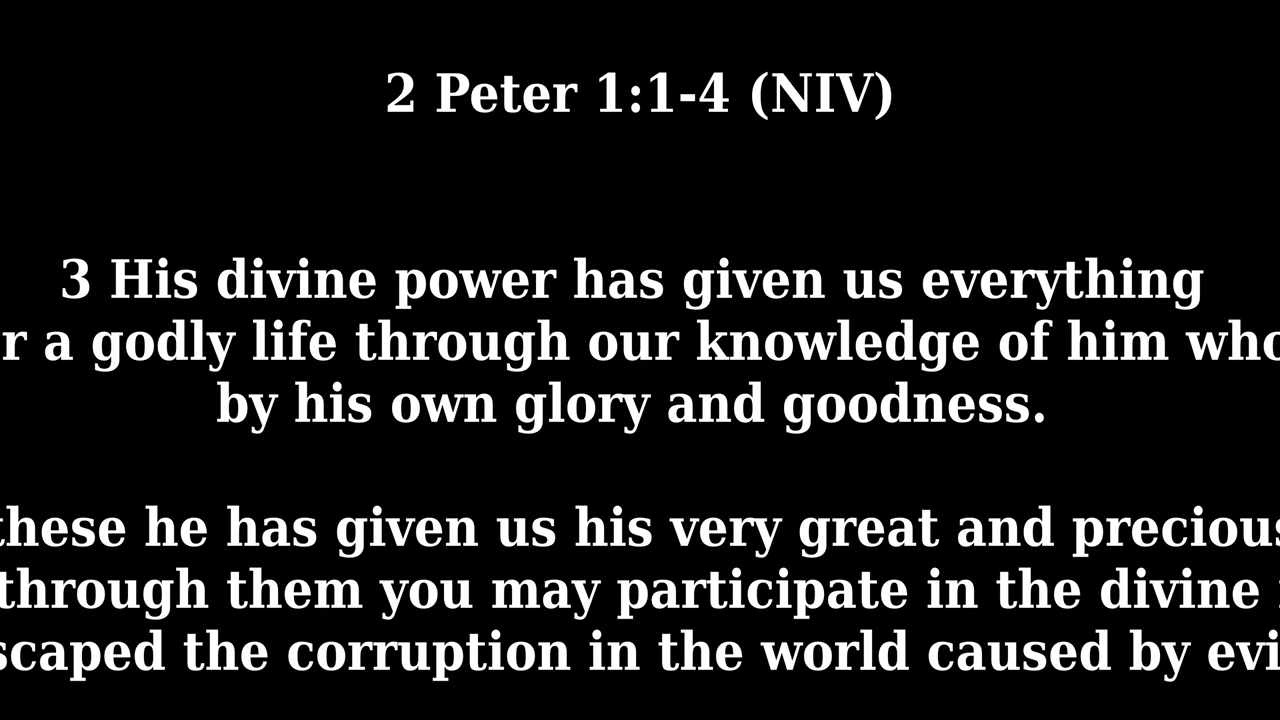 2 Peter 1:1-4 (NIV)
3 His divine power has given us everything
r a godly life through our knowledge of him who
by his own glory and goodness.
these he has given us his very great and precious
through them you may participate in the divine
scaped the corruption in the world caused by evi